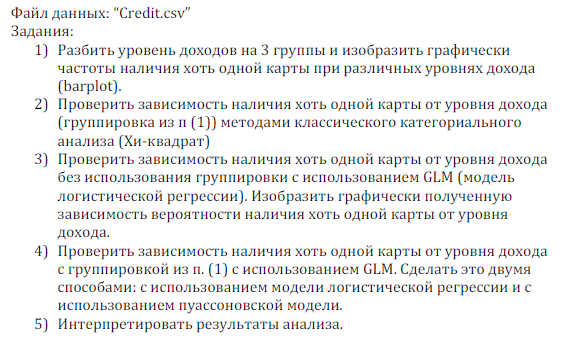 Файл данных: “Credit.csv”
Задания:
1) Разбить уровень доходов на 3 группы и изобразить графически
частоты наличия хоть одной карты при различных уровнях дохода
(barplot).
2) Проверить зависимость наличия хоть одной карты от уровня дохода
(группировка из п (1)) методами классического категориального
анализа (Хи-квадрат)
3) Проверить зависимость наличия хоть одной карты от уровня дохода
без использования группировки с использованием GLM (модель
логистической регрессии). Изобразить графически полученную
зависимость вероятности наличия хоть одной карты от уровня
дохода.
4) Проверить зависимость наличия хоть одной карты от уровня дохода
с группировкой из п. (1) с использованием GLM. Сделать это двумя
способами: с использованием модели логистической регрессии и с
использованием пуассоновской модели.
5) Интерпретировать результаты анализа.